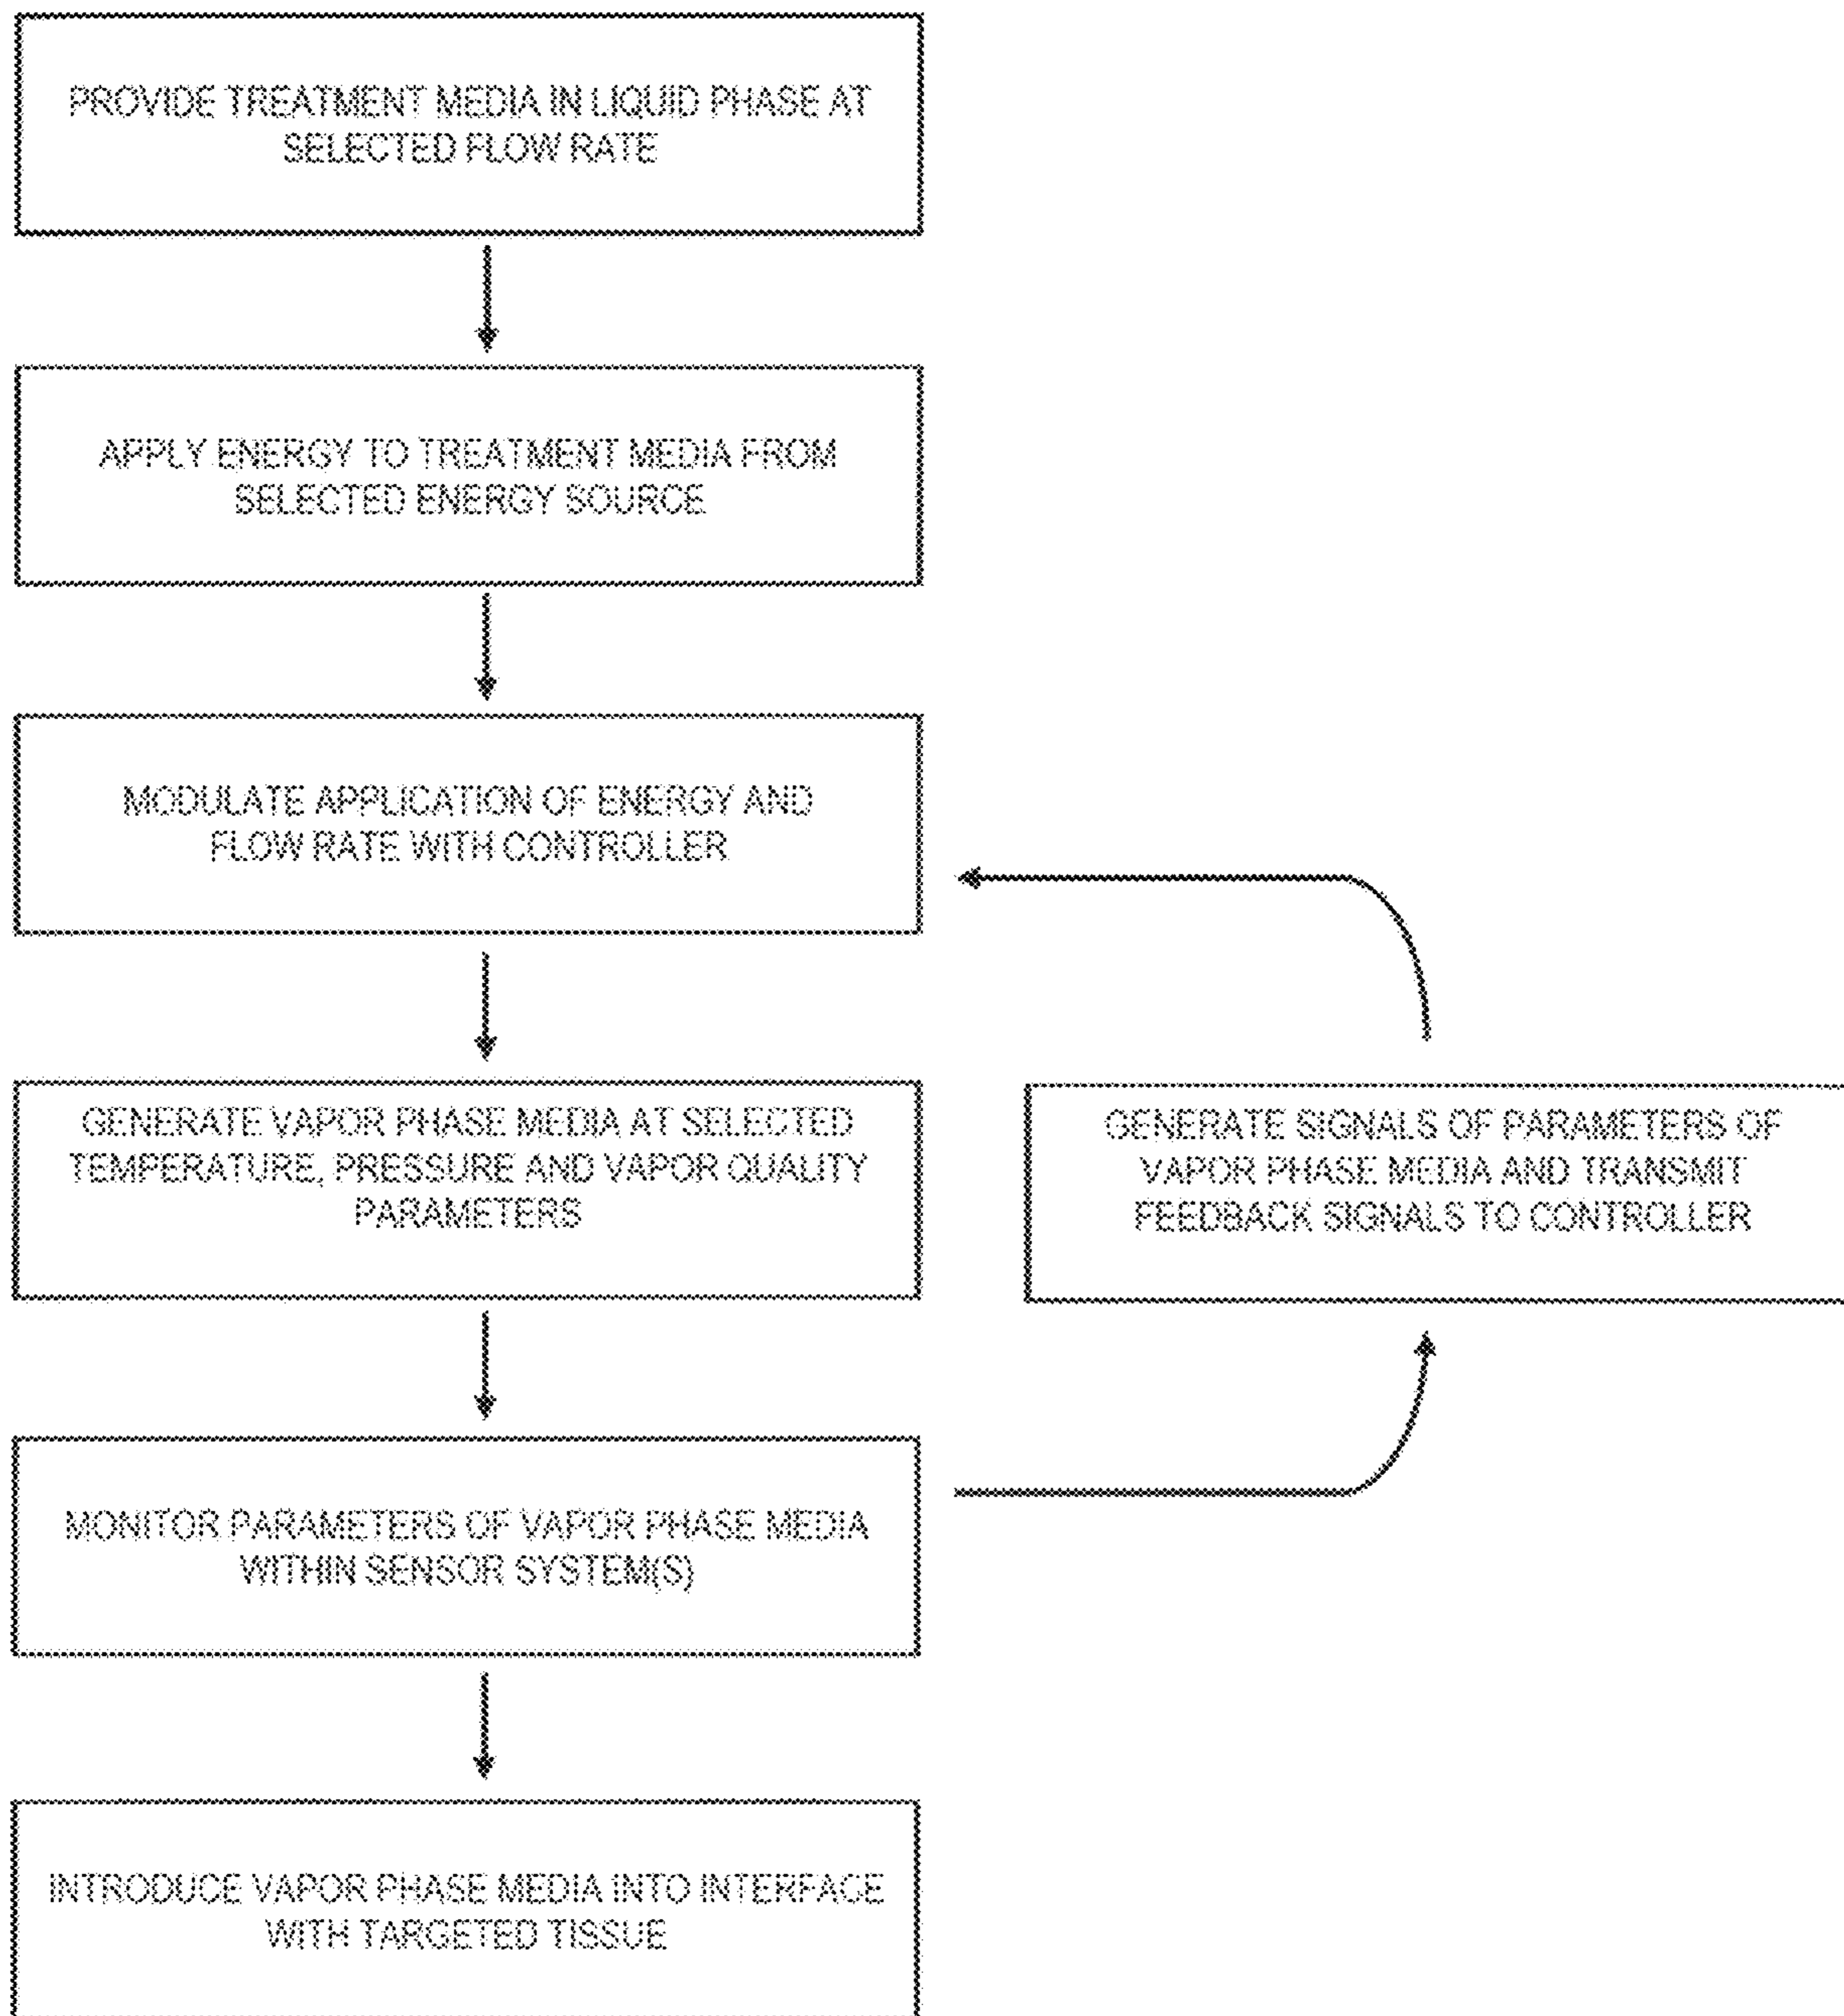 PROVIDE TREATMENT MEDIA IN LIQUID PHASE AT
SELECTED FLOW RATE
APPLY ENERGY TO TREATMENT MEDIA FROM
SELECTED ENERGY SOURCE
MODULATE APPLICATION OF ENERGY AND
FLOW RATE WITH CONTROLLER
GENERATE VAPOR PHASE MEDIA AT SELECTED
TEMPERATURE, PRESSURE AND VAPOR QUALITY
PARAMETERS
GENERATE SIGNALS OF PARAMETERS OF
VAPOR PHASE MEDIA AND TRANSMIT
FEEDBACK SIGNALS TO CONTROLLER
MONITOR PARAMETERS OF VAPOR PHASE MEDIA
WITHIN SENSOR SYSTEM(S)
INTRODUCE VAPOR PHASE MEDIA INTO INTERFACE
WITH TARGETED TISSUE